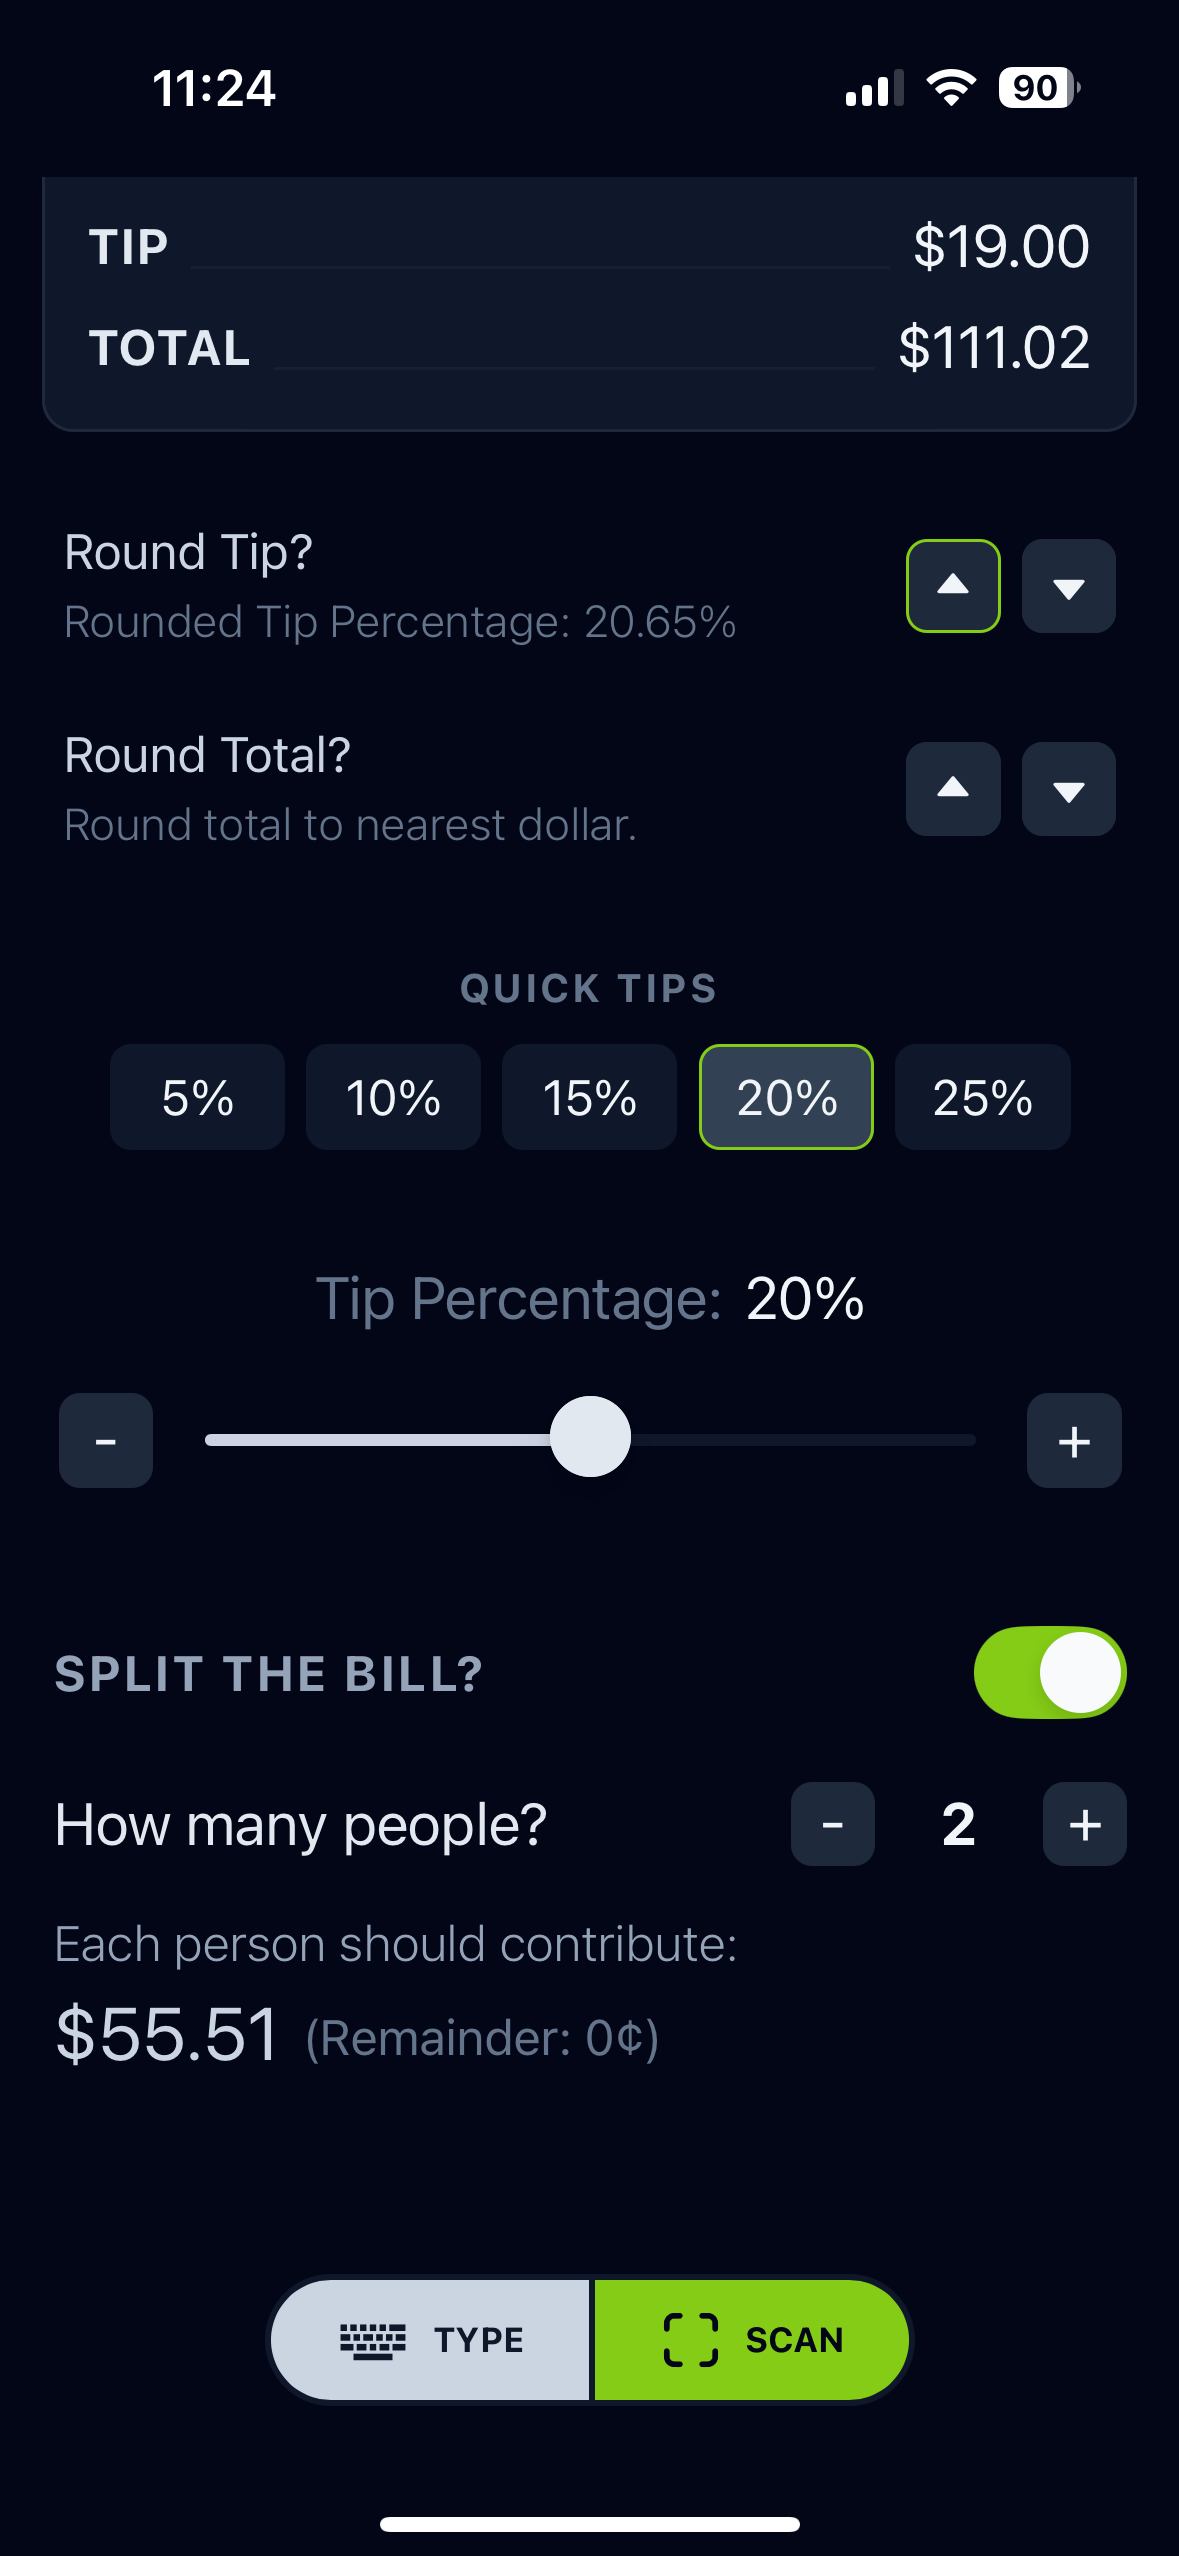 11:24
90
TIP $19.00
TOTAL $111.02
Round Tip?
Rounded Tip Percentage: 20.65%
Round Total?
Round total to nearest dollar.
QUICK TIPS
5% 10% 15% 20% 25%
Tip Percentage: 20%
- +
SPLIT THE BILL?
How many people? - 2 +
Each person should contribute:
$55.51 (Remainder: 0¢)
TYPE SCAN